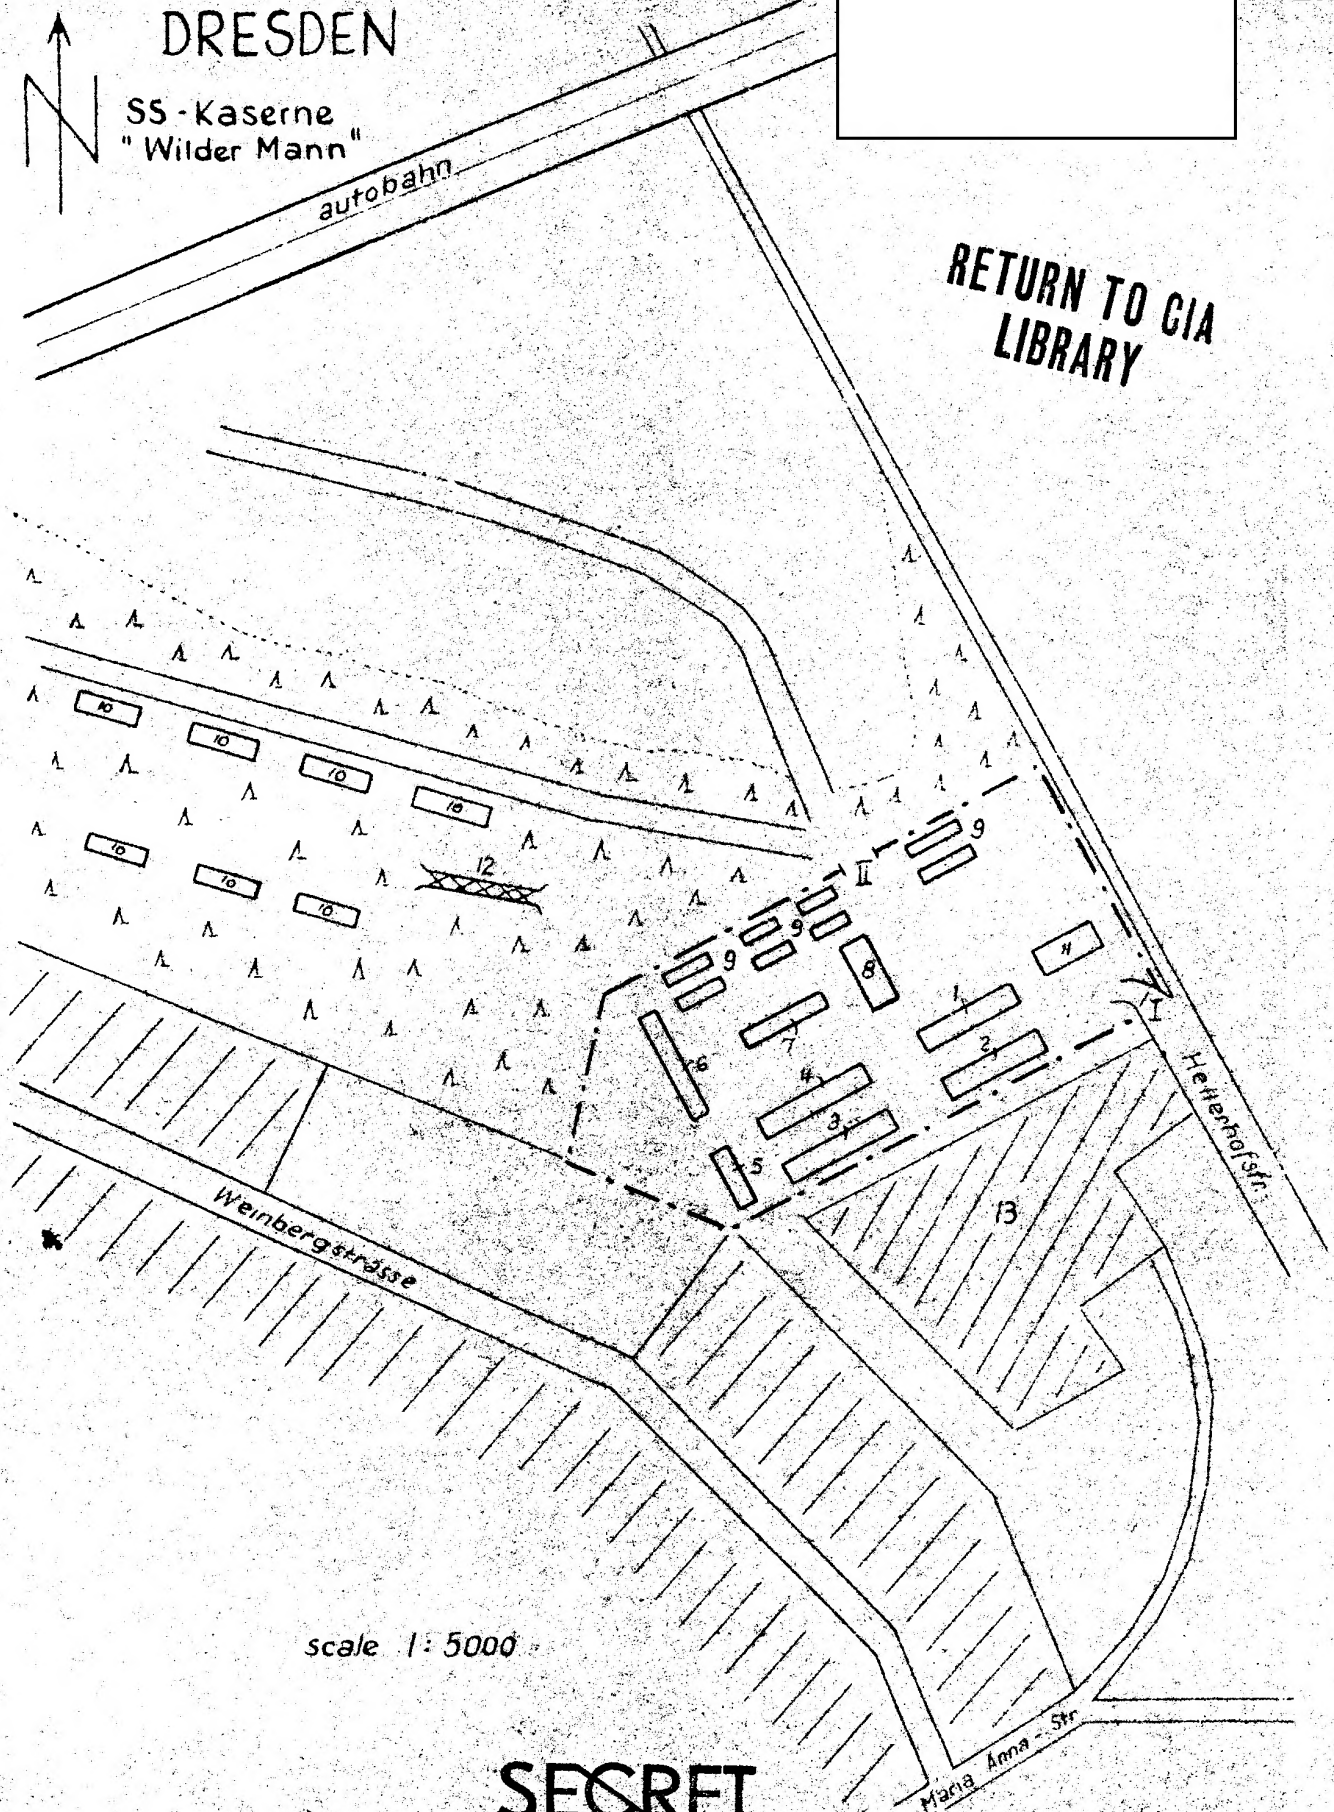 DRESDEN
N
SS - Kaserne
"Wilder Mann"
autobahn
RETURN TO CIA
LIBRARY
10
10
10
10
10
10
10
12
9
II
9
9
8
11
1
2
I
7
6
4
3
5
13
Hellerhofstr.
Weinbergstrasse
scale 1:5000
SECRET
Maria Anna - Str